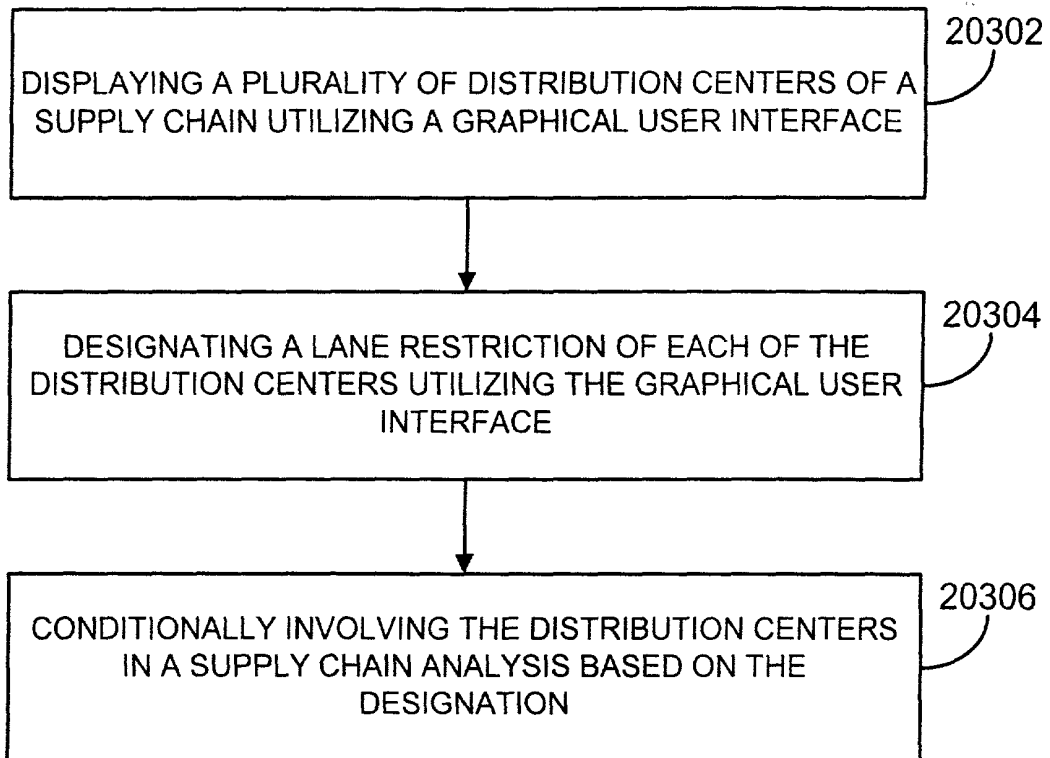 20302
DISPLAYING A PLURALITY OF DISTRIBUTION CENTERS OF A
SUPPLY CHAIN UTILIZING A GRAPHICAL USER INTERFACE
20304
DESIGNATING A LANE RESTRICTION OF EACH OF THE
DISTRIBUTION CENTERS UTILIZING THE GRAPHICAL USER
INTERFACE
20306
CONDITIONALLY INVOLVING THE DISTRIBUTION CENTERS
IN A SUPPLY CHAIN ANALYSIS BASED ON THE
DESIGNATION